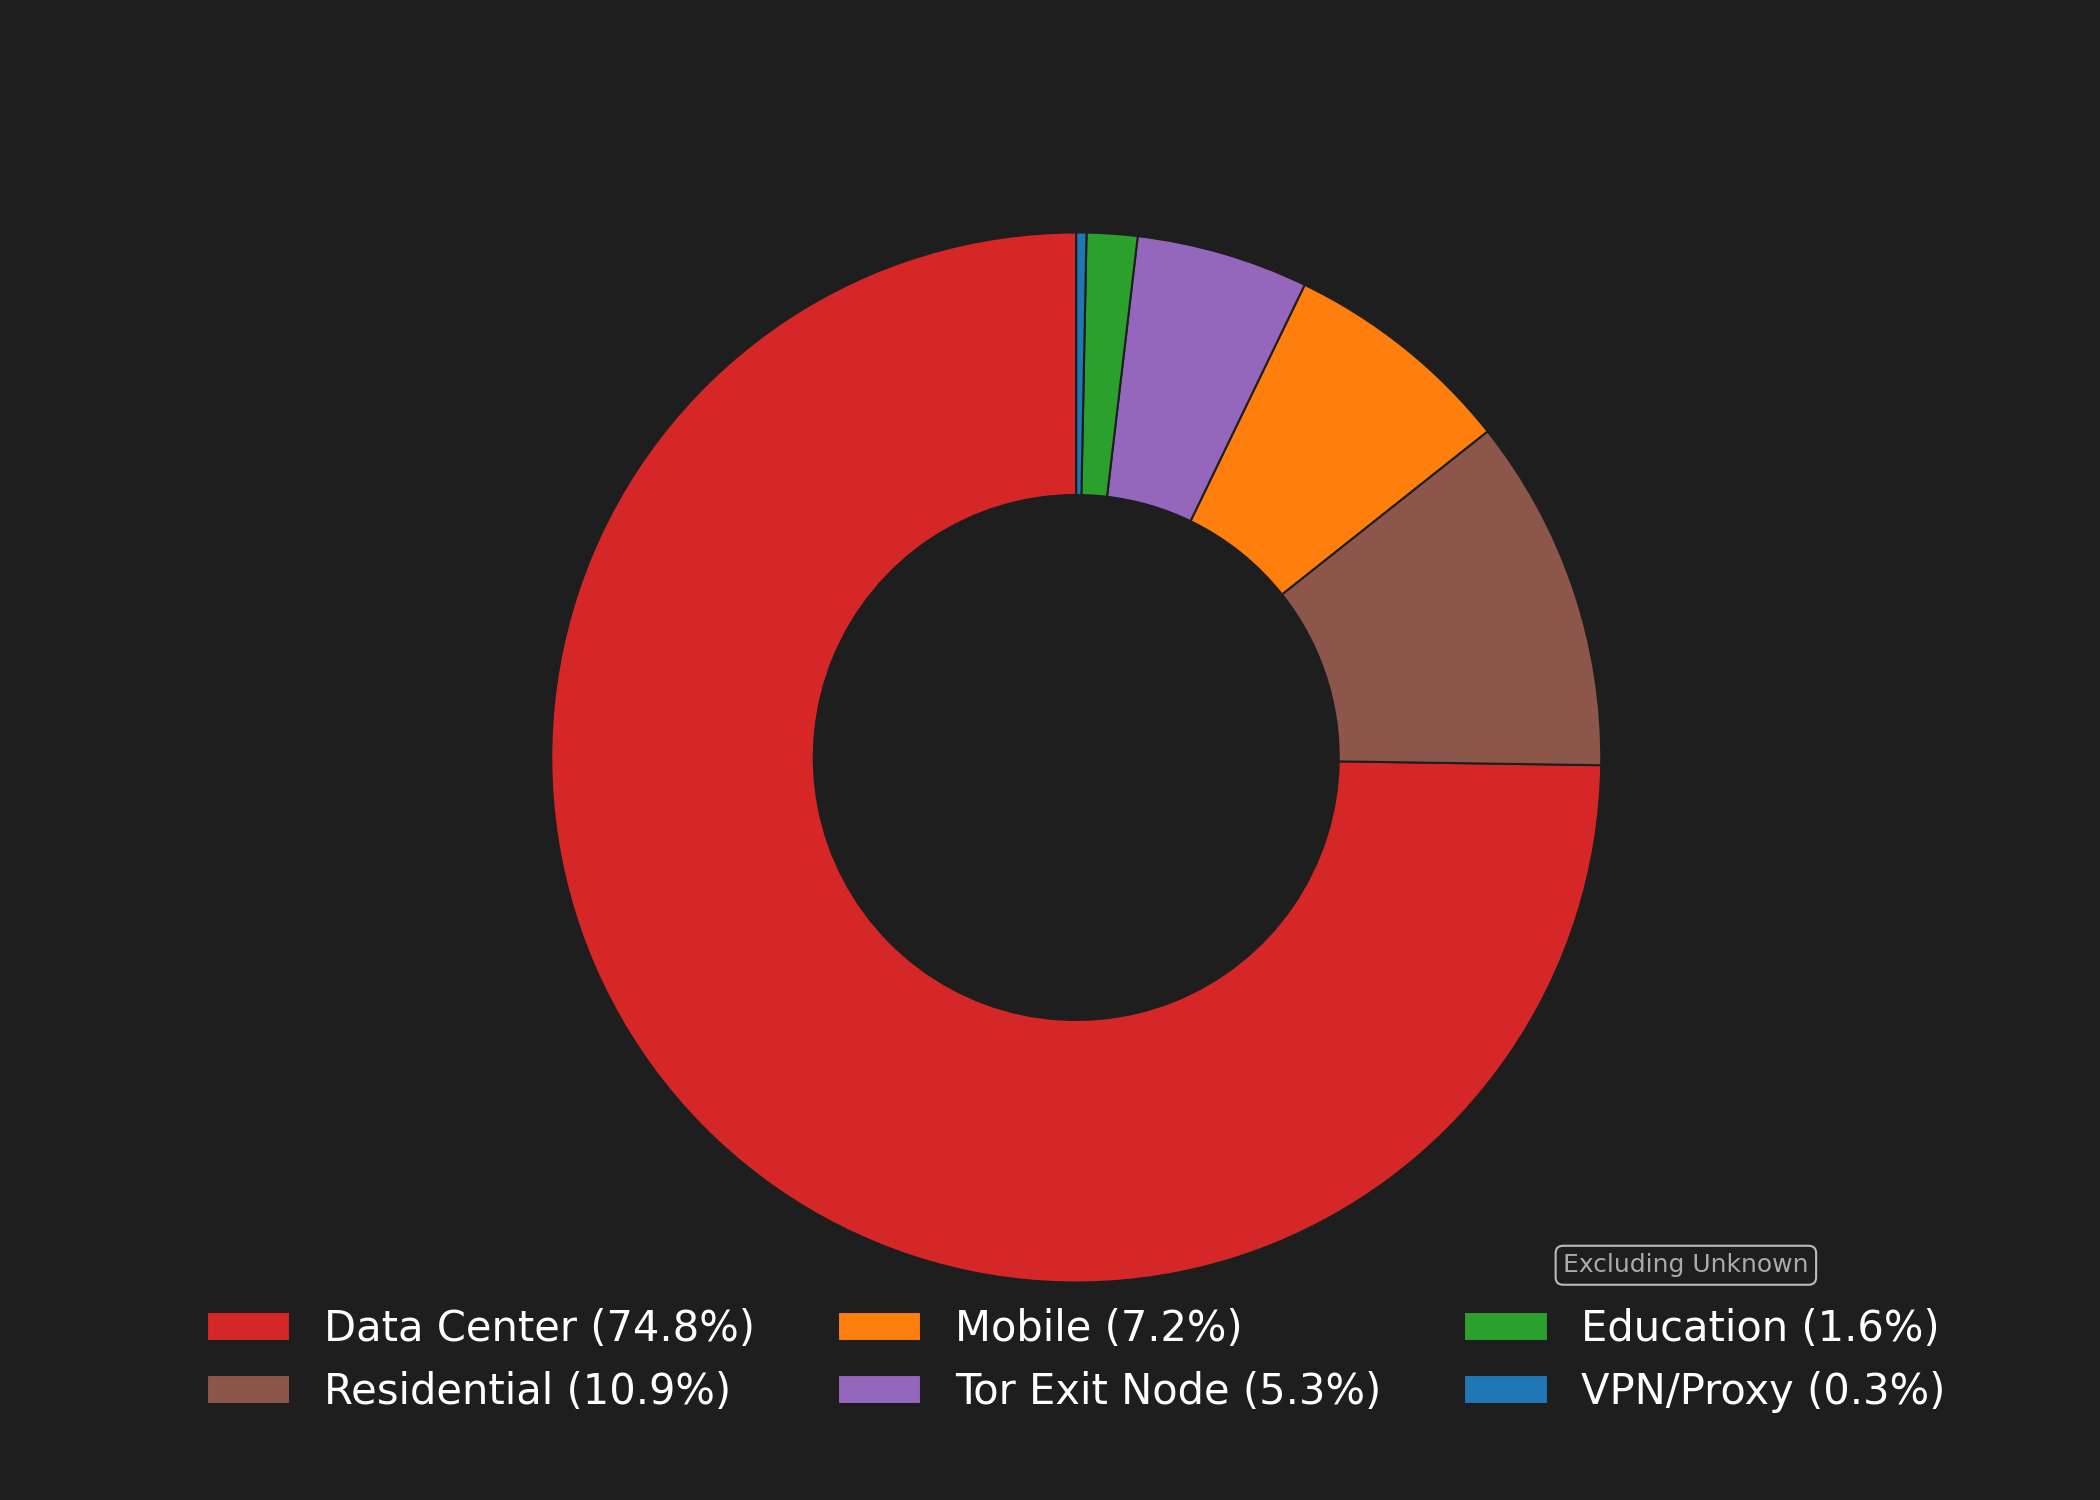 Excluding Unknown
Data Center (74.8%)
Residential (10.9%)
Mobile (7.2%)
Tor Exit Node (5.3%)
Education (1.6%)
VPN/Proxy (0.3%)